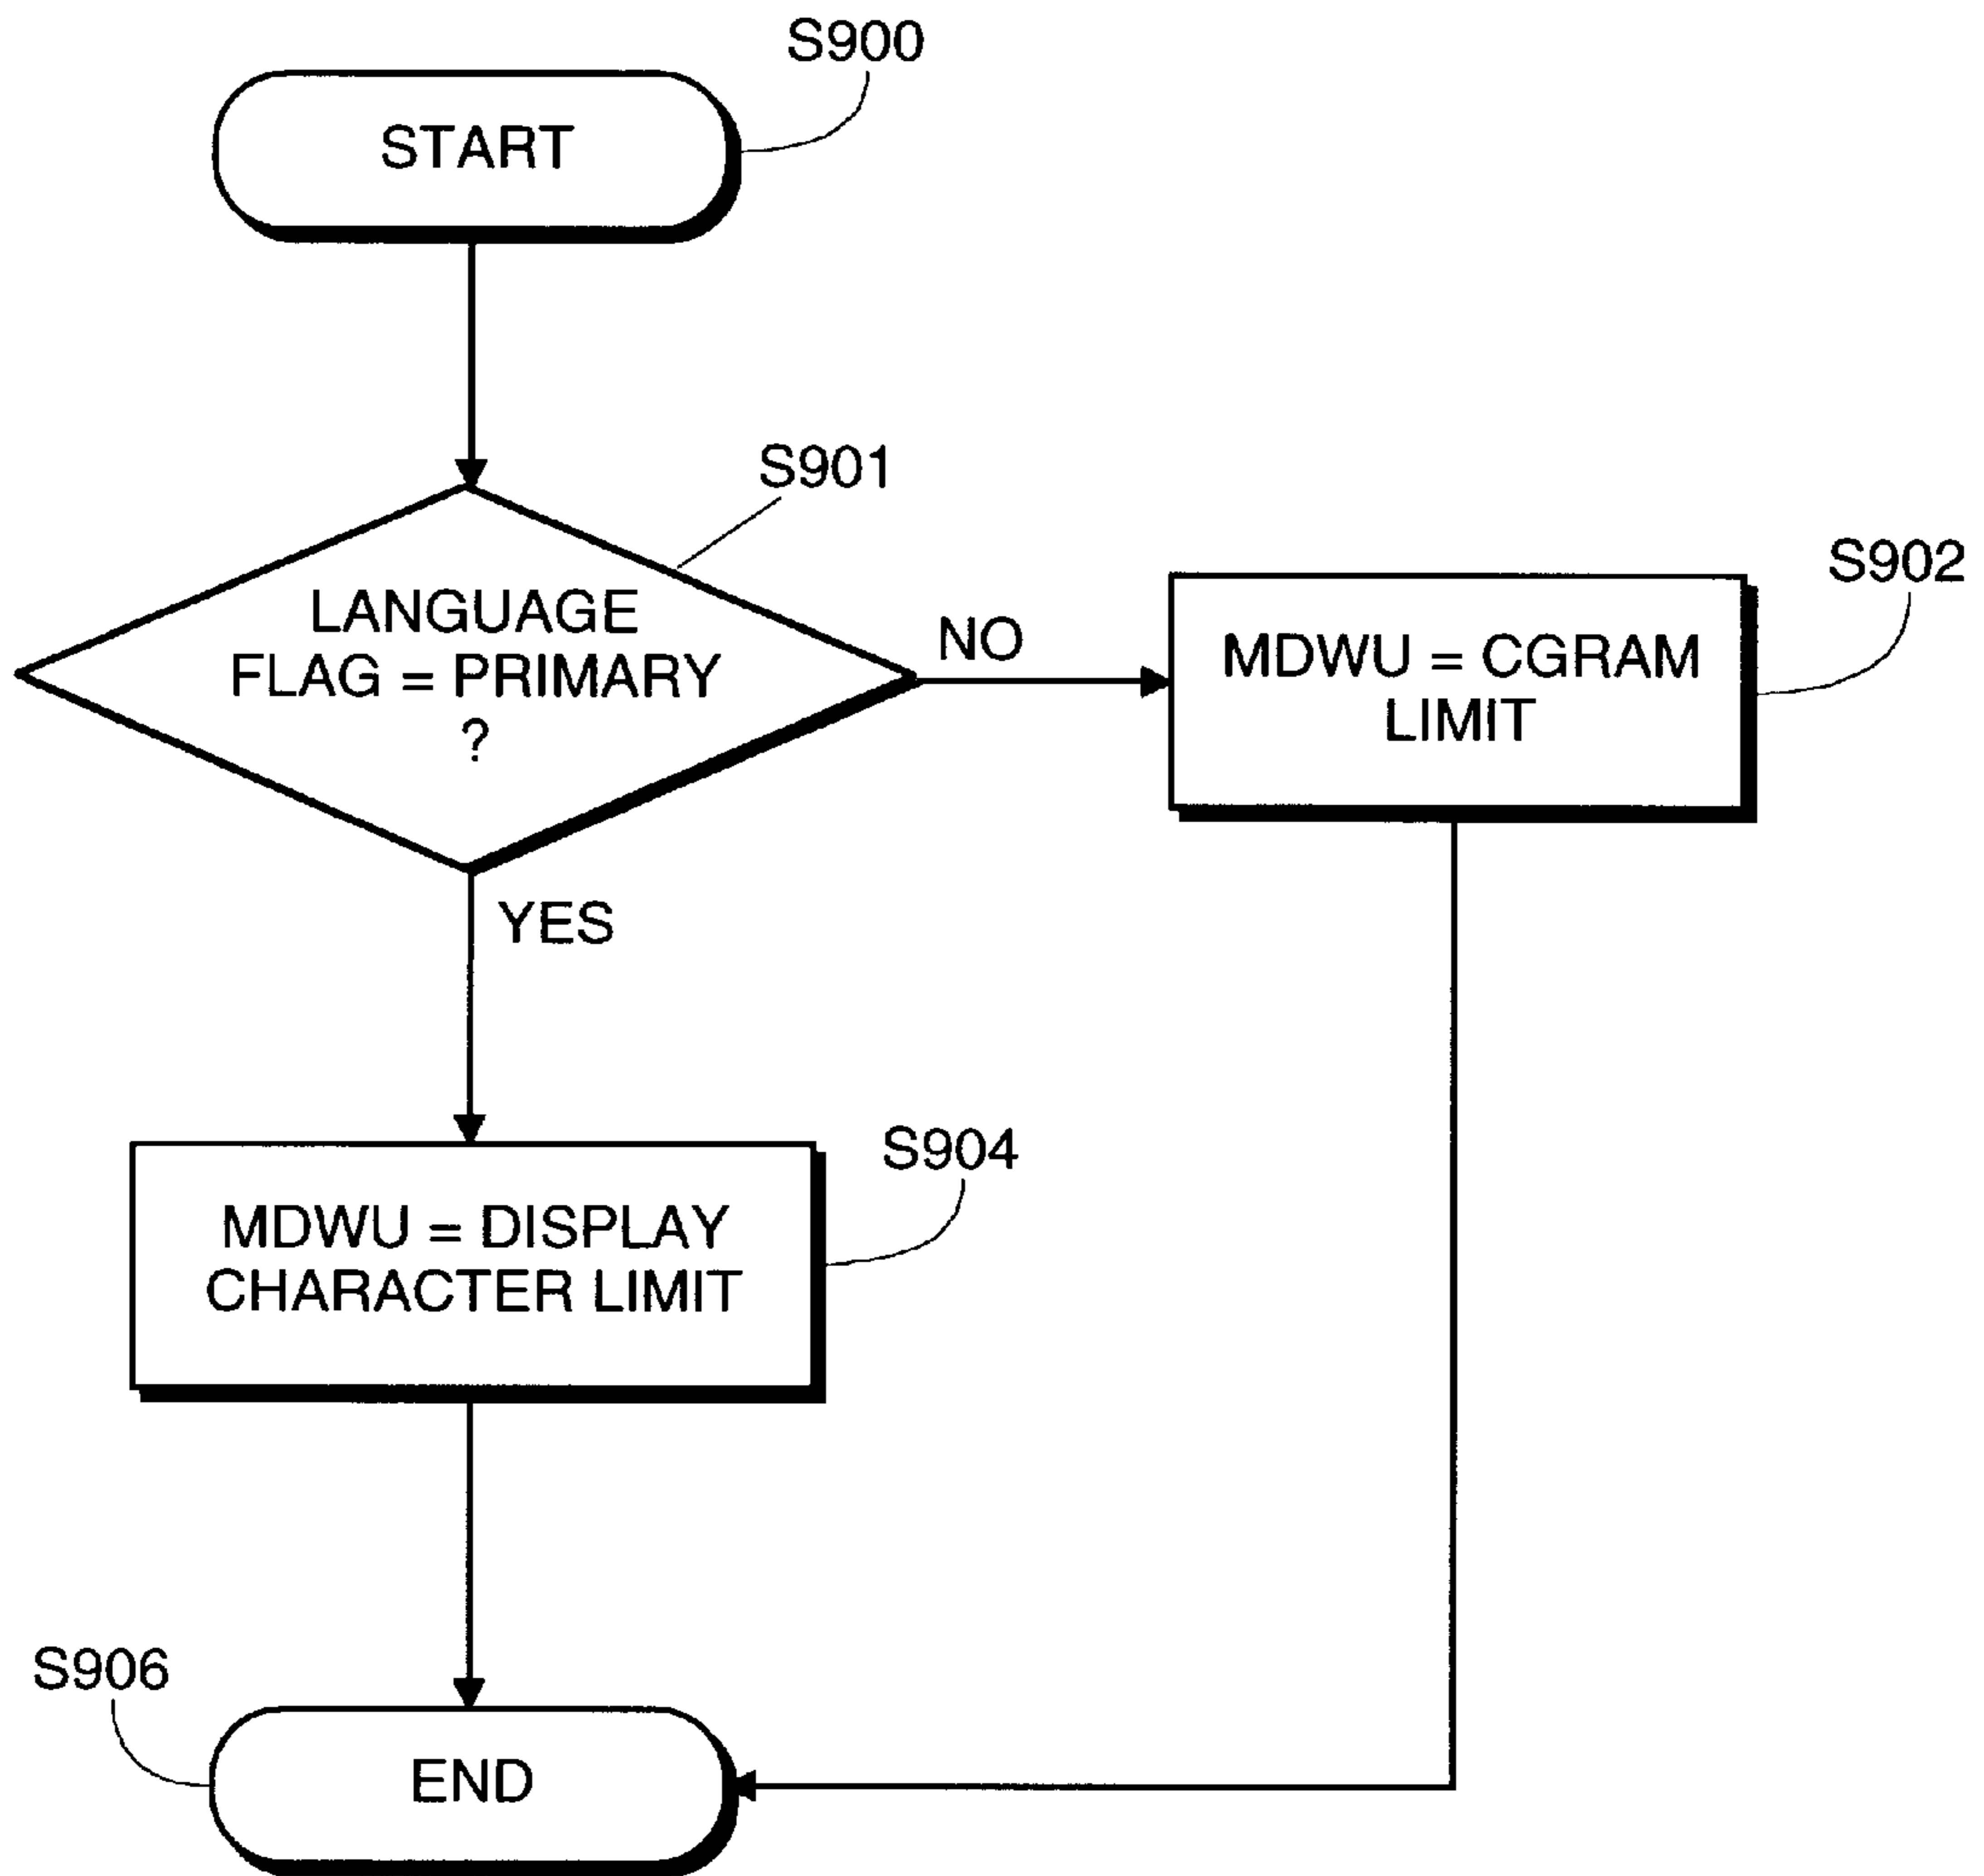 S900
START
S901
LANGUAGE
FLAG = PRIMARY
?
NO
S902
MDWU = CGRAM
LIMIT
YES
S904
MDWU = DISPLAY
CHARACTER LIMIT
S906
END